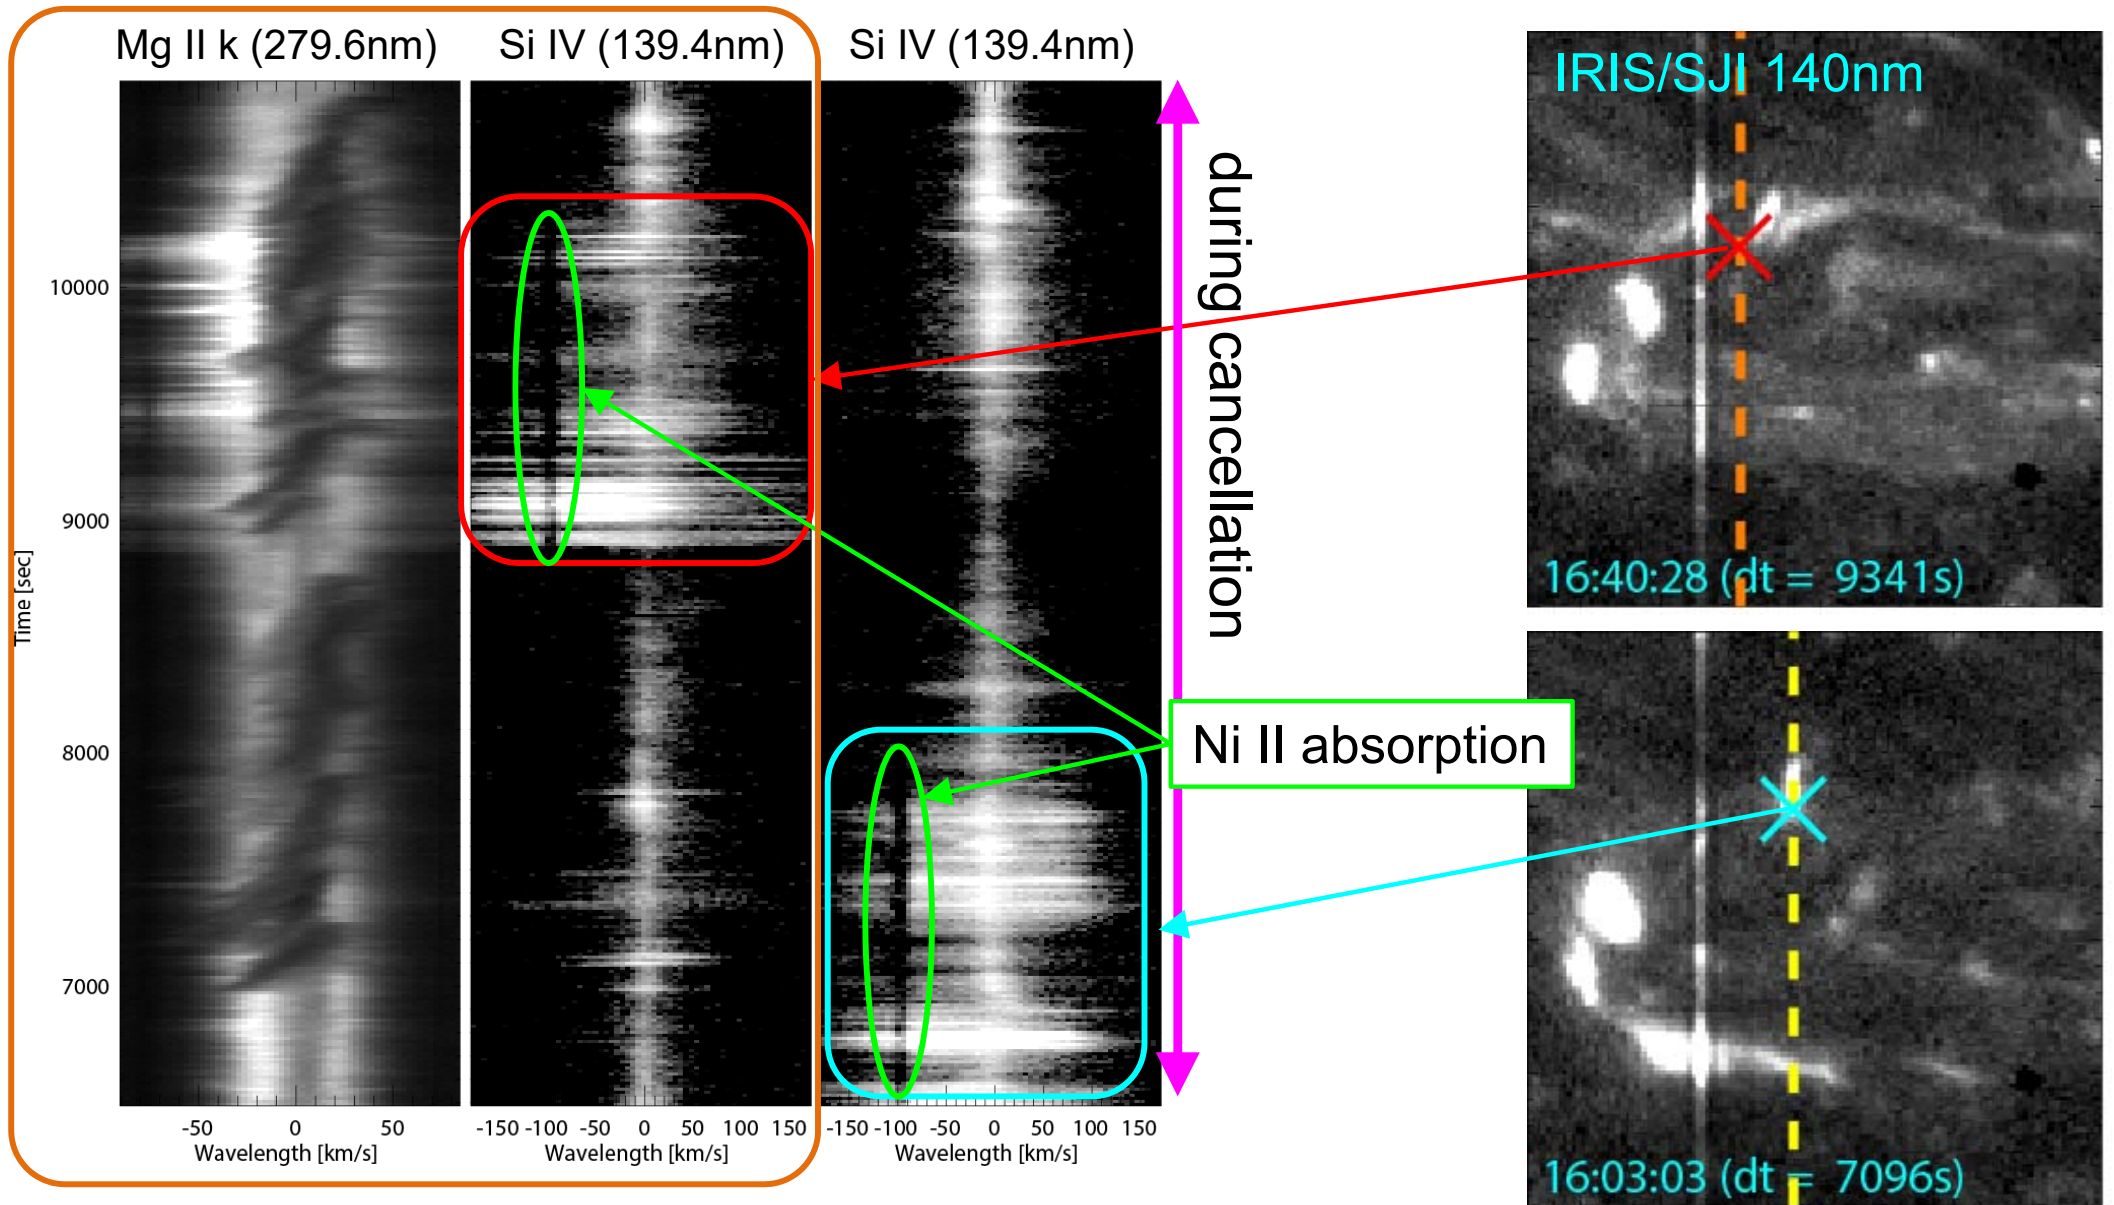 Mg II k (279.6nm)
Si IV (139.4nm)
Si IV (139.4nm)
10000
9000
8000
7000
Time [sec]
-50 0 50
Wavelength [km/s]
-150 -100 -50 0 50 100 150
Wavelength [km/s]
-150 -100 -50 0 50 100 150
Wavelength [km/s]
during cancellation
Ni II absorption
IRIS/SJI 140nm
16:40:28 (dt = 9341s)
16:03:03 (dt = 7096s)